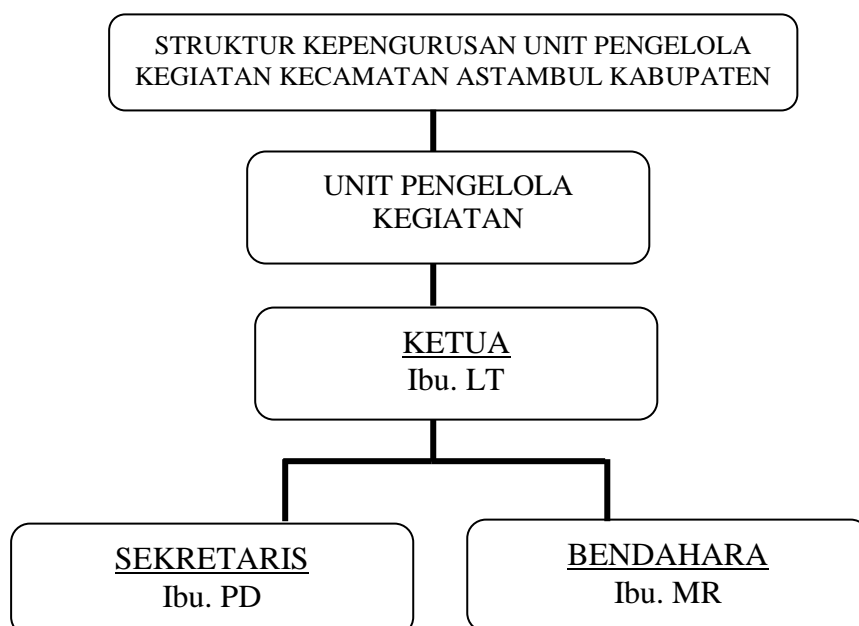 STRUKTUR KEPENGURUSAN UNIT PENGELOLA
KEGIATAN KECAMATAN ASTAMBUL KABUPATEN
UNIT PENGELOLA
KEGIATAN
KETUA
Ibu. LT
SEKRETARIS
Ibu. PD
BENDAHARA
Ibu. MR